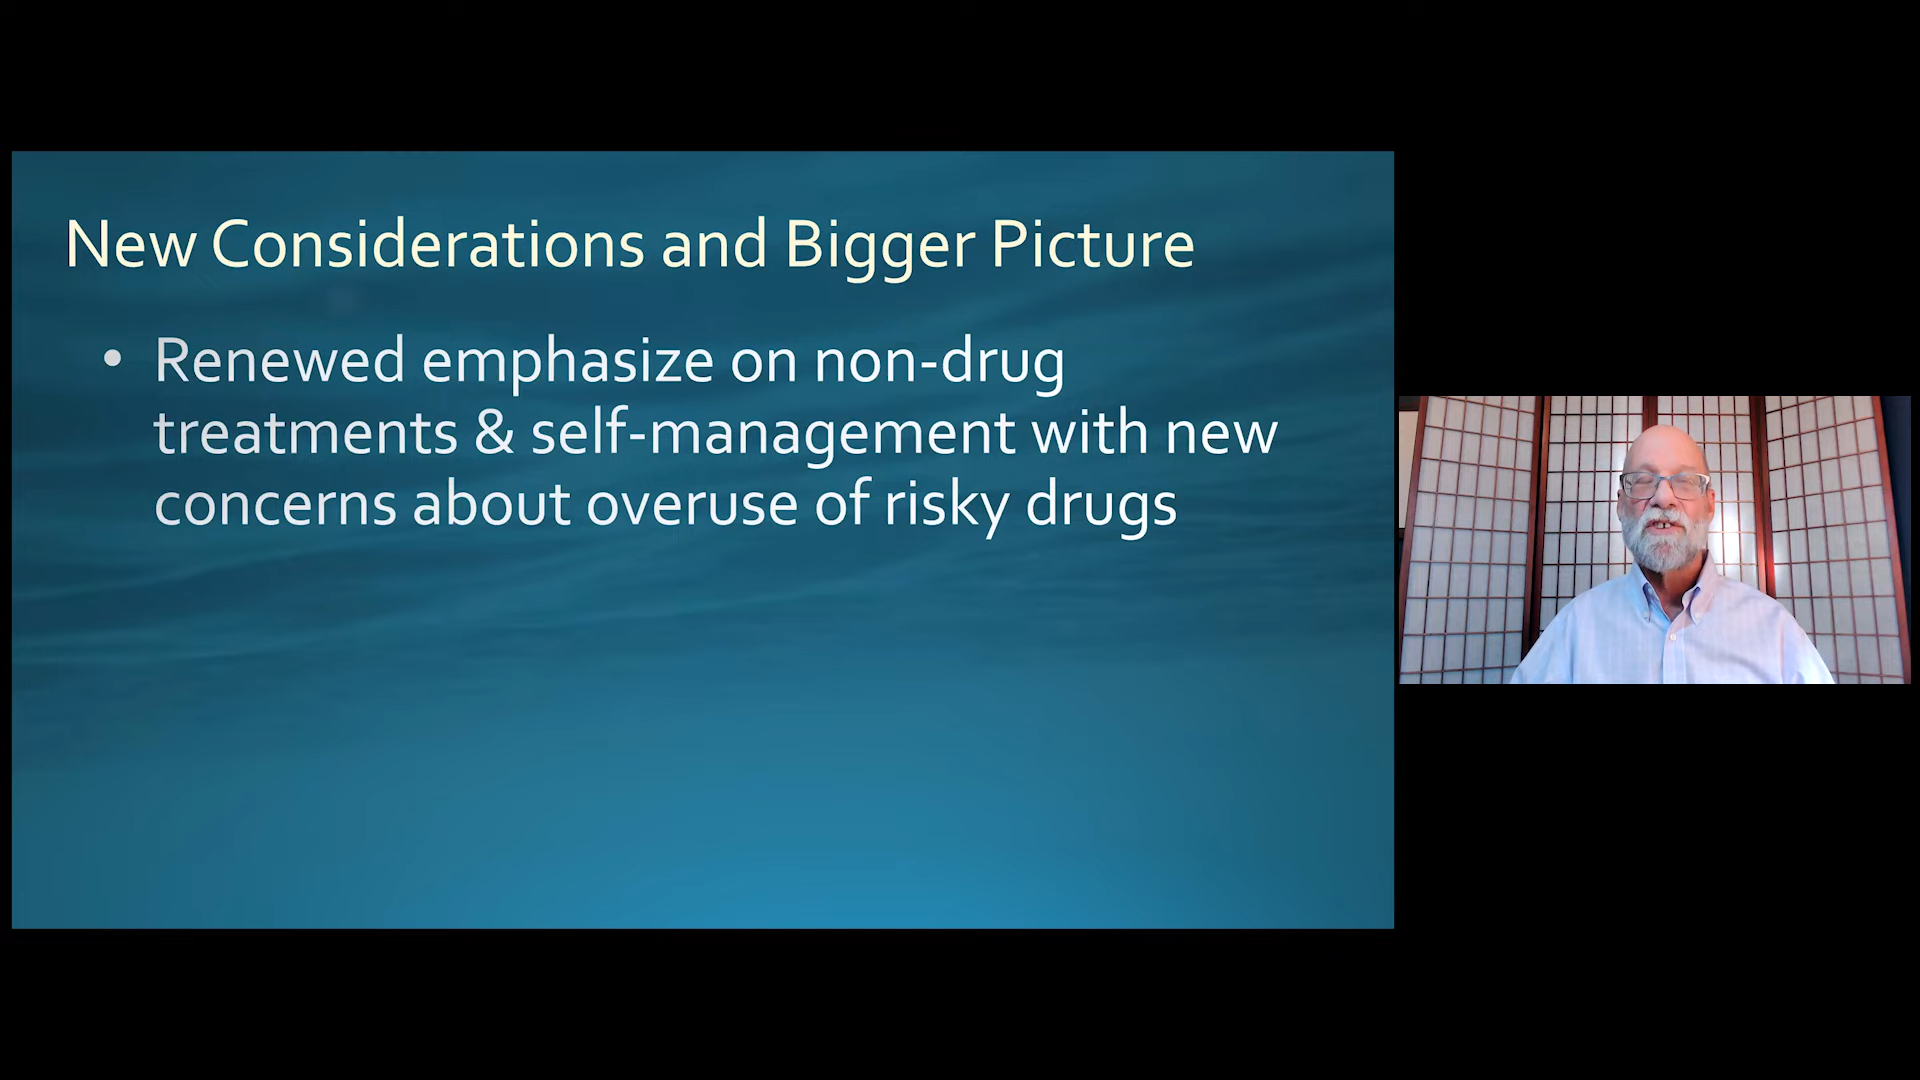 New Considerations and Bigger Picture
• Renewed emphasize on non-drug
treatments & self-management with new
concerns about overuse of risky drugs